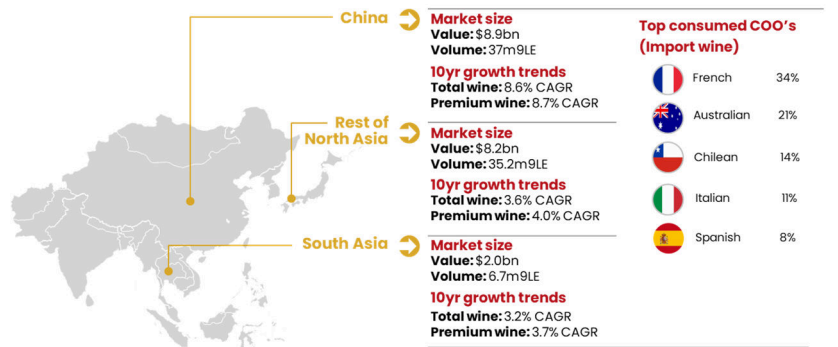 China
Market size
Value: $8.9bn
Volume: 37m9LE
10yr growth trends
Total wine: 8.6% CAGR
Premium wine: 8.7% CAGR
Rest of
North Asia
Market size
Value: $8.2bn
Volume: 35.2m9LE
10yr growth trends
Total wine: 3.6% CAGR
Premium wine: 4.0% CAGR
South Asia
Market size
Value: $2.0bn
Volume: 6.7m9LE
10yr growth trends
Total wine: 3.2% CAGR
Premium wine: 3.7% CAGR
Top consumed COO's
(Import wine)
French 34%
Australian 21%
Chilean 14%
Italian 11%
Spanish 8%